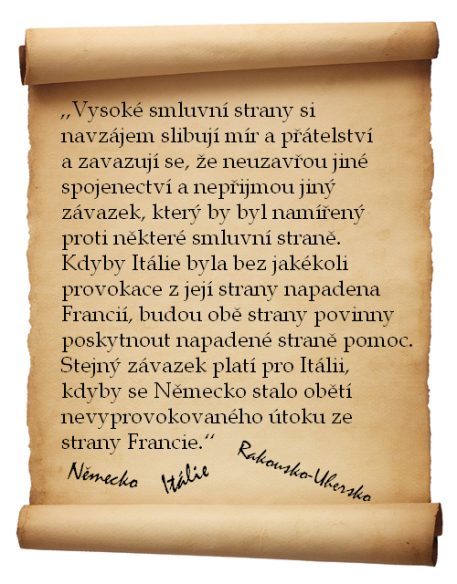 „Vysoké smluvní strany si
navzájem slibují mír a přátelství
a zavazují se, že neuzavřou jiné
spojenectví a nepřijmou jiný
závazek, který by byl namířený
proti některé smluvní straně.
Kdyby Itálie byla bez jakékoli
provokace z její strany napadena
Francií, budou obě strany povinny
poskytnout napadené straně pomoc.
Stejný závazek platí pro Itálii,
kdyby se Německo stalo obětí
nevyprovokovaného útoku ze
strany Francie.“
Německo Itálie Rakousko-Uhersko